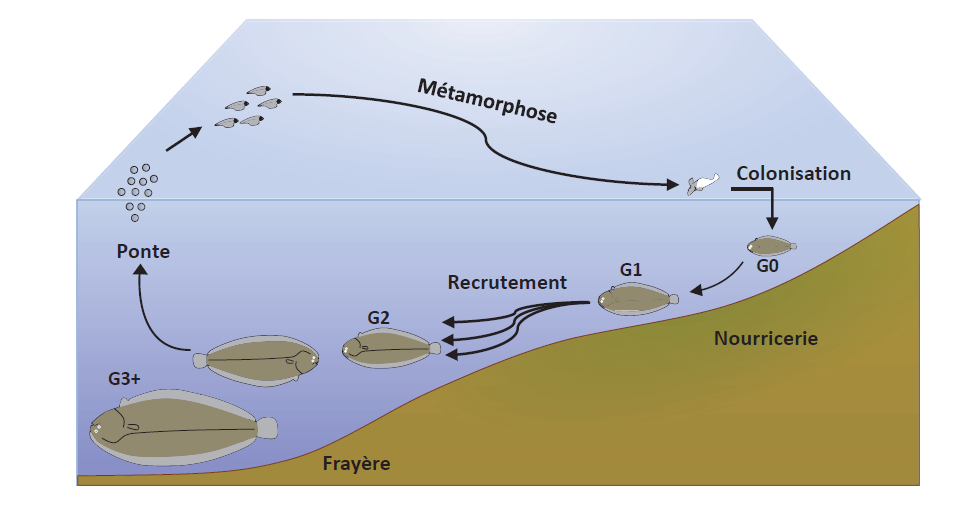 Métamorphose
Colonisation
Ponte
G0
G1
Recrutement
G2
Nourricerie
G3+
Frayère